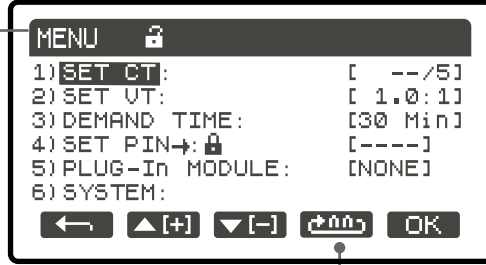 MENU
1) SET CT: [ --/5]
2) SET VT: [ 1.0:1]
3) DEMAND TIME: [30 Min]
4) SET PIN→: [----]
5) PLUG-In MODULE: [NONE]
6) SYSTEM:
▲[+] ▼[-] OK